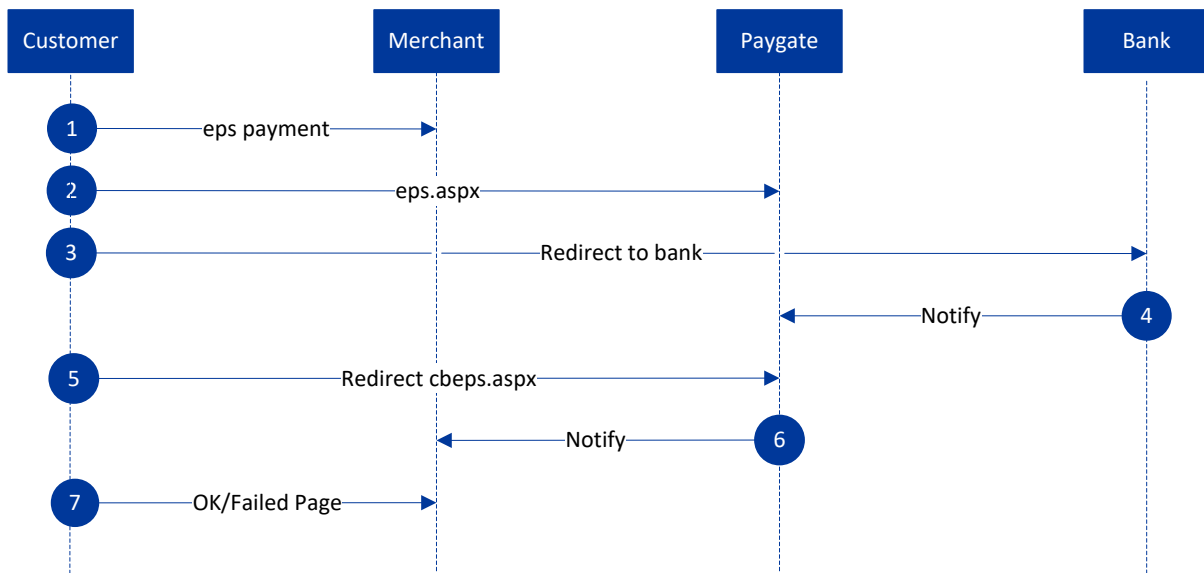 Customer
Merchant
Paygate
Bank
1
eps payment
2
eps.aspx
3
Redirect to bank
Notify
4
5
Redirect cbeps.aspx
Notify
6
7
OK/Failed Page